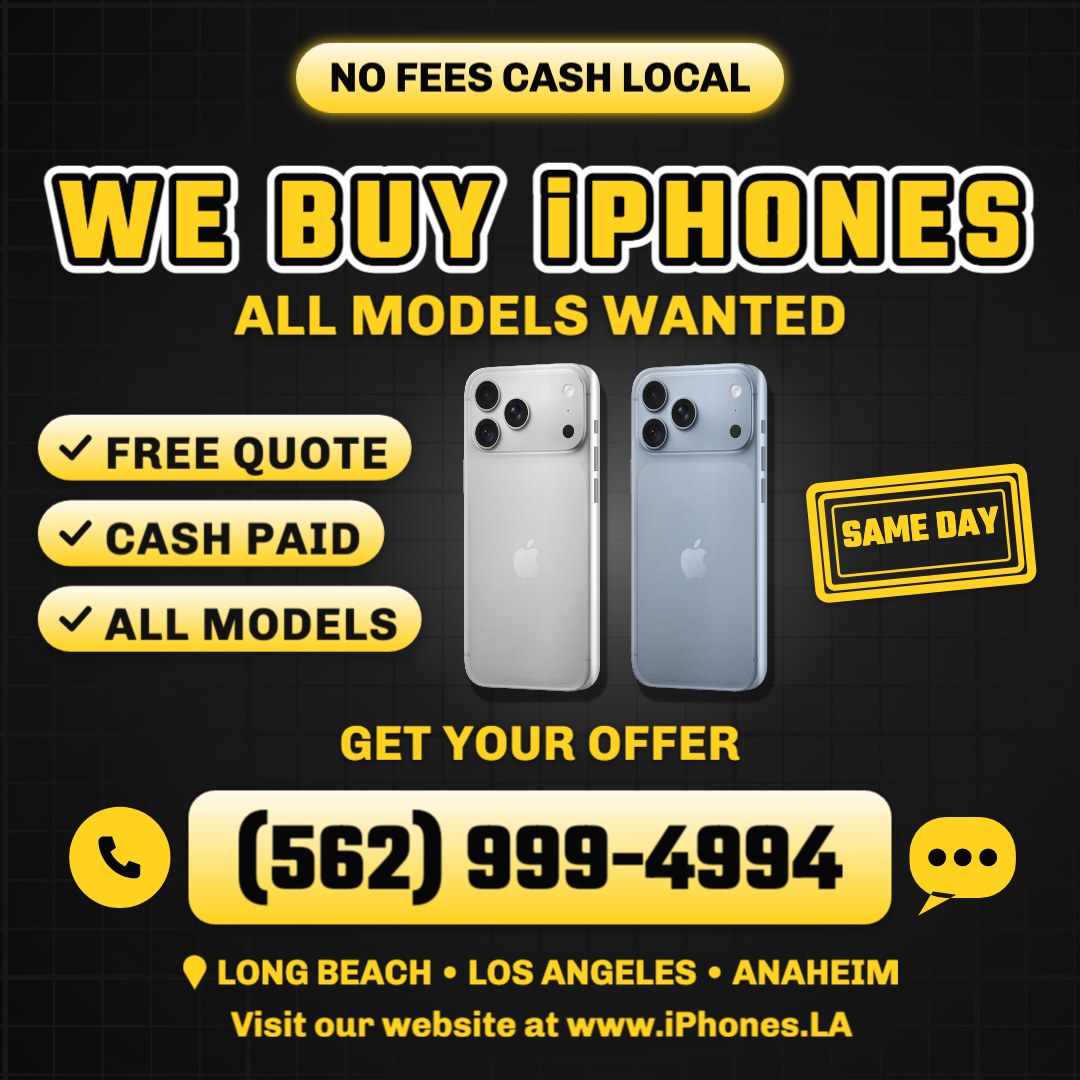 NO FEES CASH LOCAL
WE BUY iPHONES
ALL MODELS WANTED
FREE QUOTE
CASH PAID
ALL MODELS
SAME DAY
GET YOUR OFFER
(562) 999-4994
LONG BEACH • LOS ANGELES • ANAHEIM
Visit our website at www.iPhones.LA